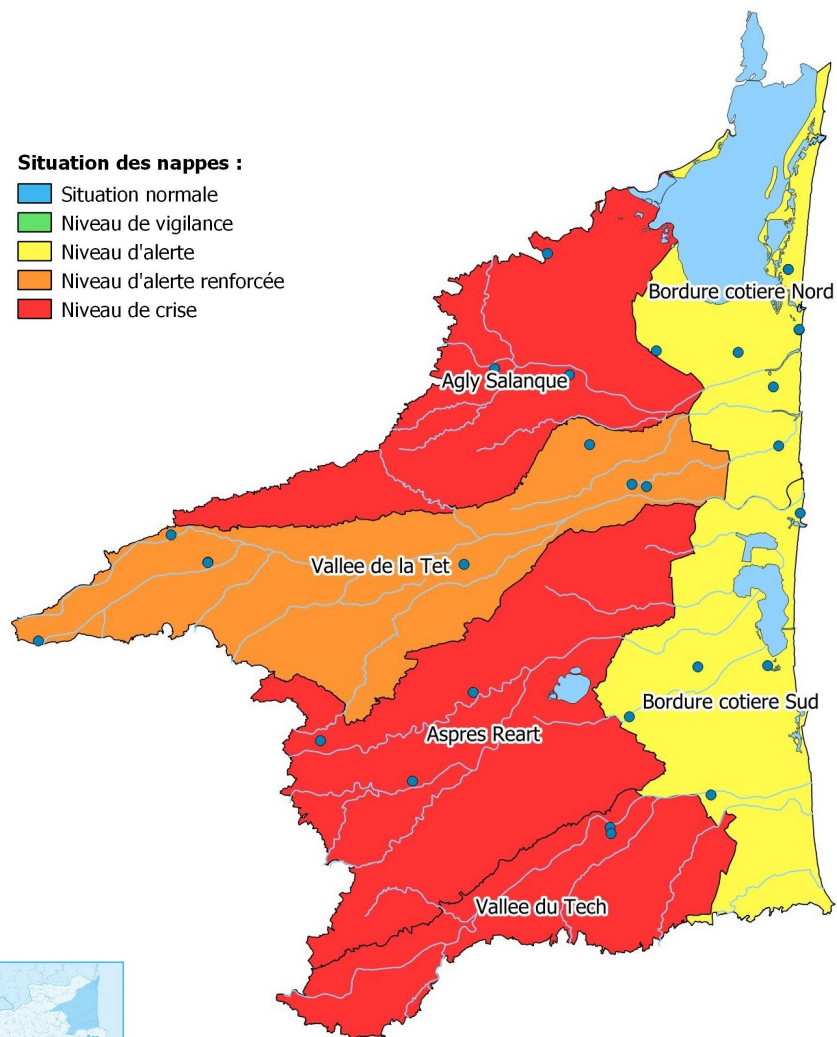 Situation des nappes :
Situation normale
Niveau de vigilance
Niveau d'alerte
Niveau d'alerte renforcée
Niveau de crise
Bordure cotiere Nord
Agly Salanque
Vallee de la Tet
Bordure cotiere Sud
Aspres Reart
Vallee du Tech